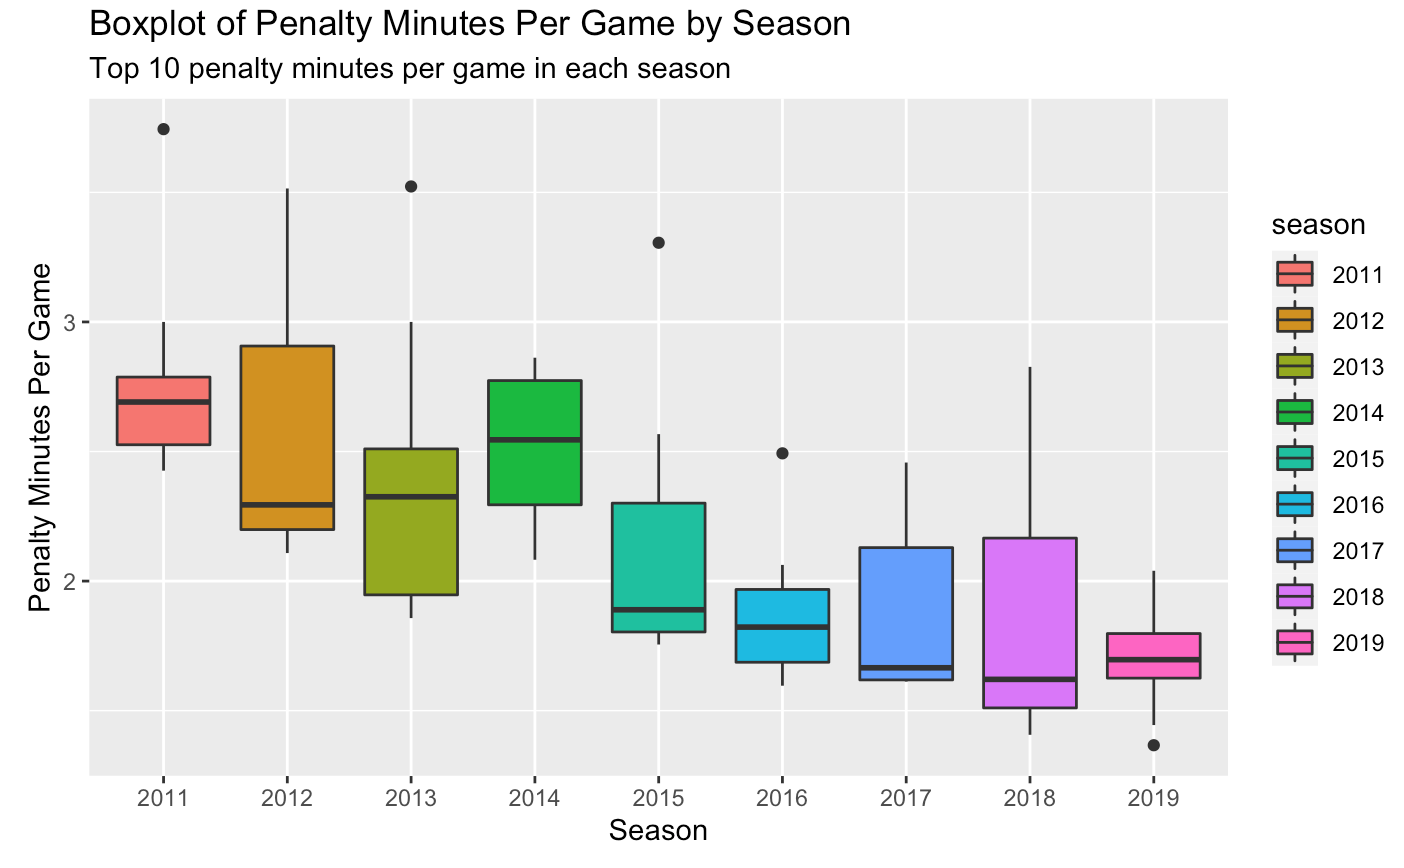 Boxplot of Penalty Minutes Per Game by Season
Top 10 penalty minutes per game in each season
Penalty Minutes Per Game
3
2
2011 2012 2013 2014 2015 2016 2017 2018 2019
Season
season
2011
2012
2013
2014
2015
2016
2017
2018
2019